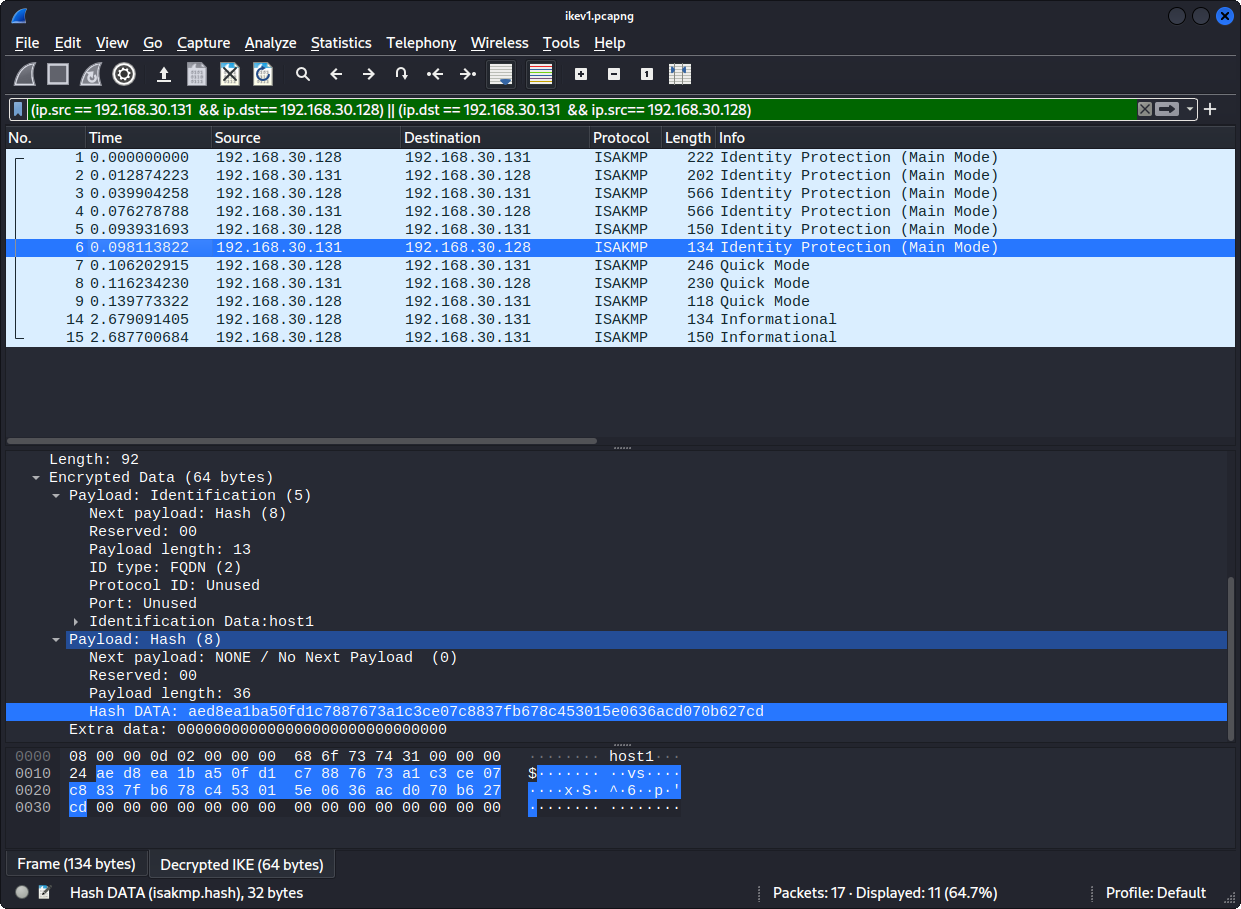 ikev1.pcapng
File Edit View Go Capture Analyze Statistics Telephony Wireless Tools Help
(ip.src == 192.168.30.131 && ip.dst== 192.168.30.128) || (ip.dst == 192.168.30.131 && ip.src== 192.168.30.128)
No. Time Source Destination Protocol Length Info
1 0.000000000 192.168.30.128 192.168.30.131 ISAKMP 222 Identity Protection (Main Mode)
2 0.012874223 192.168.30.131 192.168.30.128 ISAKMP 202 Identity Protection (Main Mode)
3 0.039904258 192.168.30.128 192.168.30.131 ISAKMP 566 Identity Protection (Main Mode)
4 0.076278788 192.168.30.131 192.168.30.128 ISAKMP 566 Identity Protection (Main Mode)
5 0.093931693 192.168.30.128 192.168.30.131 ISAKMP 150 Identity Protection (Main Mode)
6 0.098113822 192.168.30.131 192.168.30.128 ISAKMP 134 Identity Protection (Main Mode)
7 0.106202915 192.168.30.128 192.168.30.131 ISAKMP 246 Quick Mode
8 0.116234230 192.168.30.131 192.168.30.128 ISAKMP 230 Quick Mode
9 0.139773322 192.168.30.128 192.168.30.131 ISAKMP 118 Quick Mode
14 2.679091405 192.168.30.128 192.168.30.131 ISAKMP 134 Informational
15 2.687700684 192.168.30.128 192.168.30.131 ISAKMP 150 Informational
Length: 92
Encrypted Data (64 bytes)
Payload: Identification (5)
Next payload: Hash (8)
Reserved: 00
Payload length: 13
ID type: FQDN (2)
Protocol ID: Unused
Port: Unused
Identification Data:host1
Payload: Hash (8)
Next payload: NONE / No Next Payload  (0)
Reserved: 00
Payload length: 36
Hash DATA: aed8ea1ba50fd1c7887673a1c3ce07c8837fb678c453015e0636acd070b627cd
Extra data: 000000000000000000000000000000
0000 08 00 00 0d 02 00 00 00 68 6f 73 74 31 00 00 00 ········ host1···
0010 24 ae d8 ea 1b a5 0f d1 c7 88 76 73 a1 c3 ce 07 $······· ··vs····
0020 c8 83 7f b6 78 c4 53 01 5e 06 36 ac d0 70 b6 27 ····x·S· ^·6··p·'
0030 cd 00 00 00 00 00 00 00 00 00 00 00 00 00 00 00 ········ ········
Frame (134 bytes) Decrypted IKE (64 bytes)
Hash DATA (isakmp.hash), 32 bytes Packets: 17 · Displayed: 11 (64.7%) Profile: Default